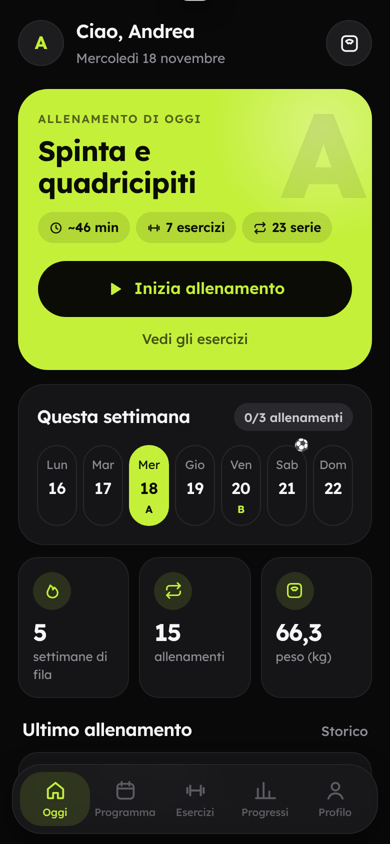 A
Ciao, Andrea
Mercoledì 18 novembre
ALLENAMENTO DI OGGI
A
Spinta e
quadricipiti
~46 min
7 esercizi
23 serie
Inizia allenamento
Vedi gli esercizi
Questa settimana
0/3 allenamenti
Lun Mar Mer Gio Ven Sab Dom
16 17 18 19 20 21 22
A B
5
settimane di
fila
15
allenamenti
66,3
peso (kg)
Ultimo allenamento
Storico
Oggi Programma Esercizi Progressi Profilo